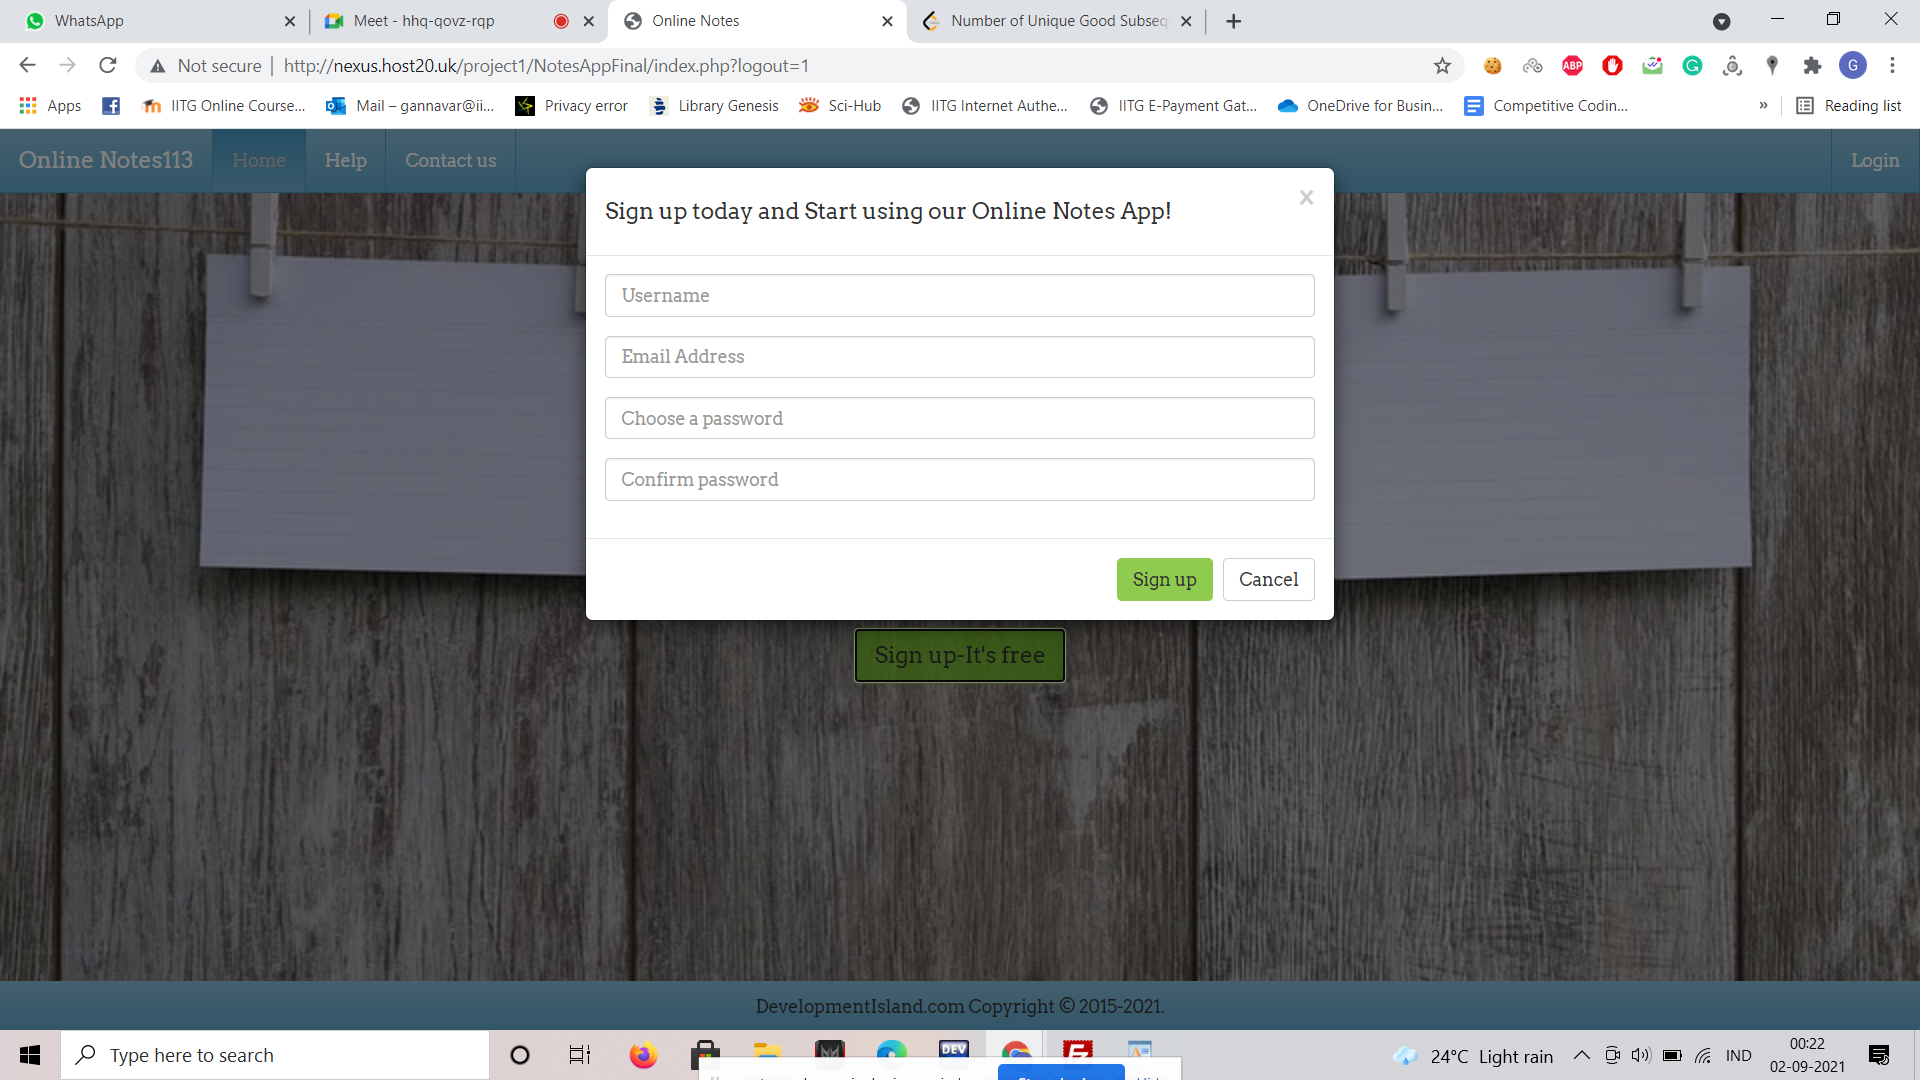 WhatsApp
Meet - hhq-qovz-rqp
Online Notes
Number of Unique Good Subseq
Not secure | http://nexus.host20.uk/project1/NotesAppFinal/index.php?logout=1
ABP
G
Apps
IITG Online Course...
Mail – gannavar@ii...
Privacy error
Library Genesis
Sci-Hub
IITG Internet Authe...
IITG E-Payment Gat...
OneDrive for Busin...
Competitive Codin...
»
Reading list
Online Notes113
Home
Help
Contact us
Login
Sign up today and Start using our Online Notes App!
×
Username
Email Address
Choose a password
Confirm password
Sign up
Cancel
Sign up-It's free
DevelopmentIsland.com Copyright © 2015-2021.
Type here to search
DEV
24°C Light rain
IND
00:22
02-09-2021